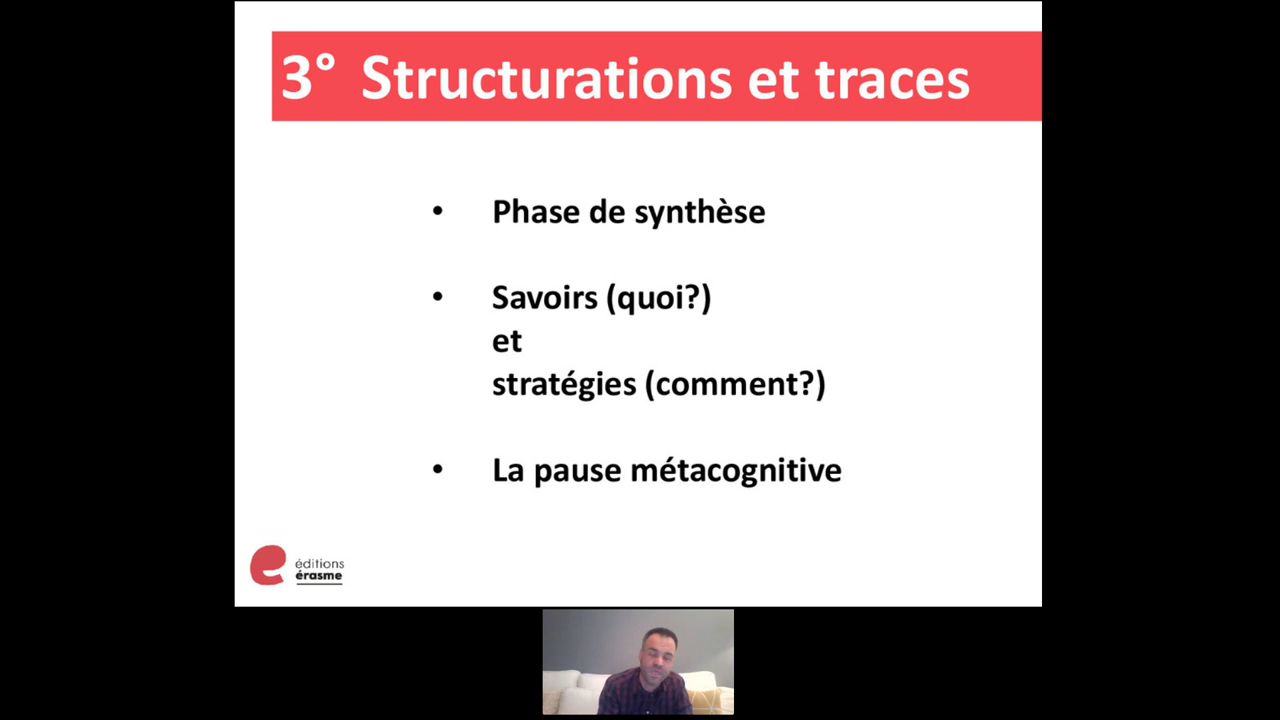 3° Structurations et traces
• Phase de synthèse
• Savoirs (quoi?)
et
stratégies (comment?)
• La pause métacognitive
éditions
érasme